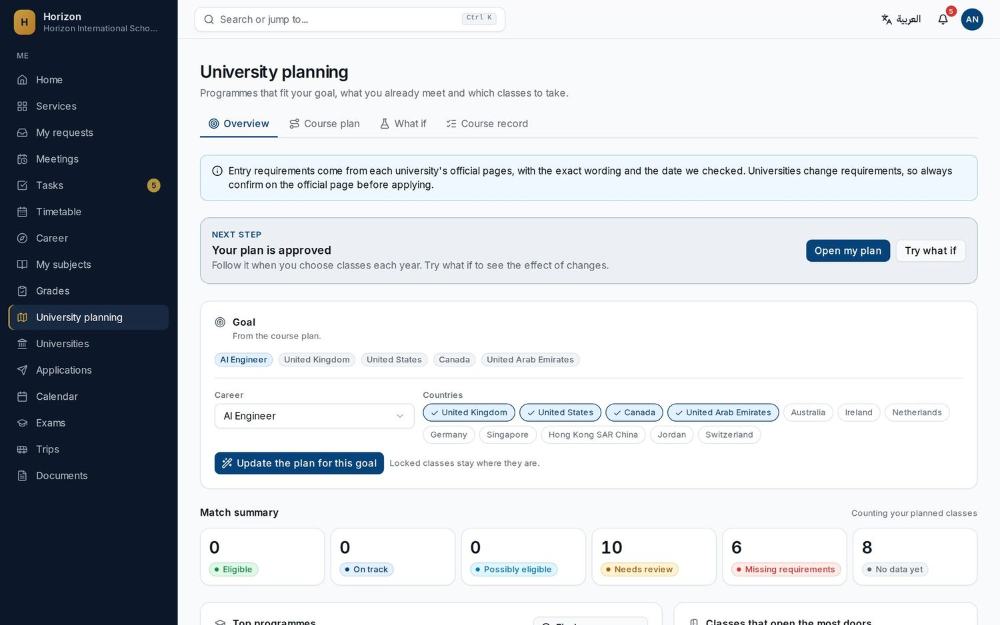 H
Horizon
Horizon International Scho...
ME
Home
Services
My requests
Meetings
Tasks
5
Timetable
Career
My subjects
Grades
University planning
Universities
Applications
Calendar
Exams
Trips
Documents
Search or jump to...
Ctrl K
العربية
5
AN
University planning
Programmes that fit your goal, what you already meet and which classes to take.
Overview
Course plan
What if
Course record
Entry requirements come from each university's official pages, with the exact wording and the date we checked. Universities change requirements, so always
confirm on the official page before applying.
NEXT STEP
Your plan is approved
Follow it when you choose classes each year. Try what if to see the effect of changes.
Open my plan
Try what if
Goal
From the course plan.
AI Engineer
United Kingdom
United States
Canada
United Arab Emirates
Career
AI Engineer
Countries
United Kingdom
United States
Canada
United Arab Emirates
Australia
Ireland
Netherlands
Germany
Singapore
Hong Kong SAR China
Jordan
Switzerland
Update the plan for this goal
Locked classes stay where they are.
Match summary
Counting your planned classes
0
Eligible
0
On track
0
Possibly eligible
10
Needs review
6
Missing requirements
8
No data yet
Top programmes
Classes that open the most doors